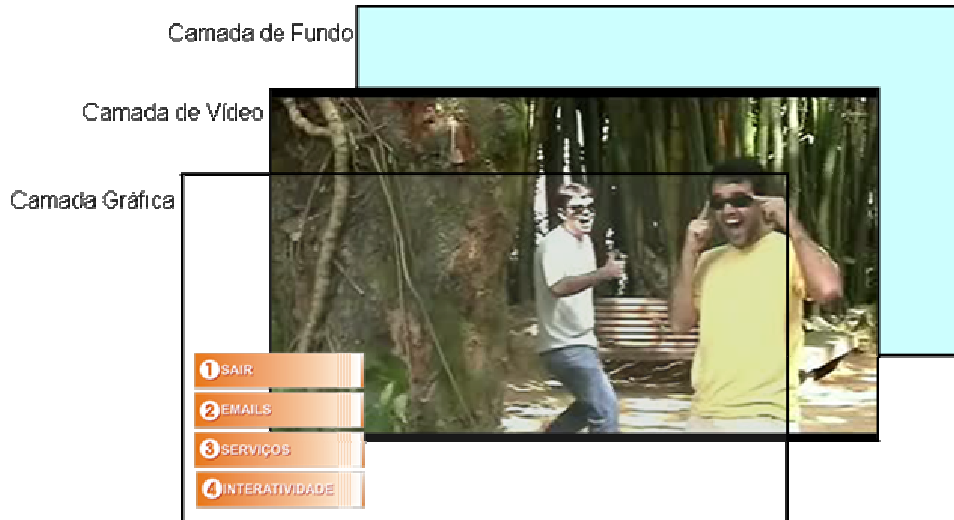 Camada de Fundo
Camada de Vídeo
Camada Gráfica
1 SAIR
2 EMAILS
3 SERVIÇOS
4 INTERATIVIDADE